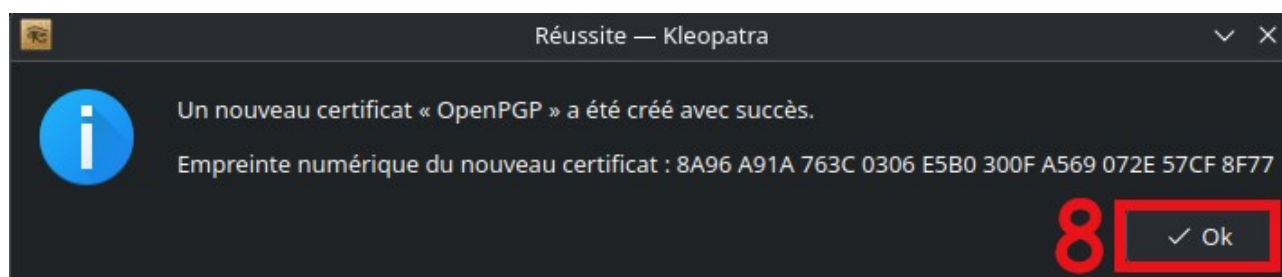 Réussite — Kleopatra
Un nouveau certificat « OpenPGP » a été créé avec succès.
Empreinte numérique du nouveau certificat : 8A96 A91A 763C 0306 E5B0 300F A569 072E 57CF 8F77
8
Ok